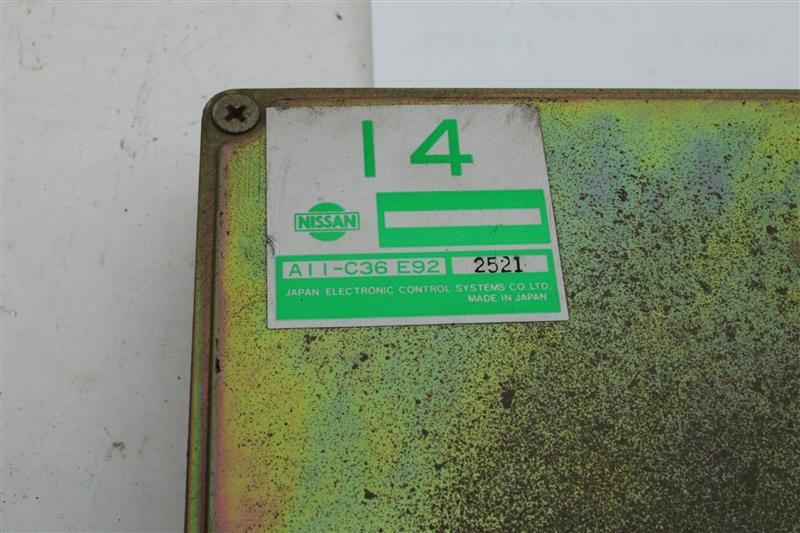 14
NISSAN
A11-C36 E92 2521
JAPAN ELECTRONIC CONTROL SYSTEMS CO. LTD.
MADE IN JAPAN